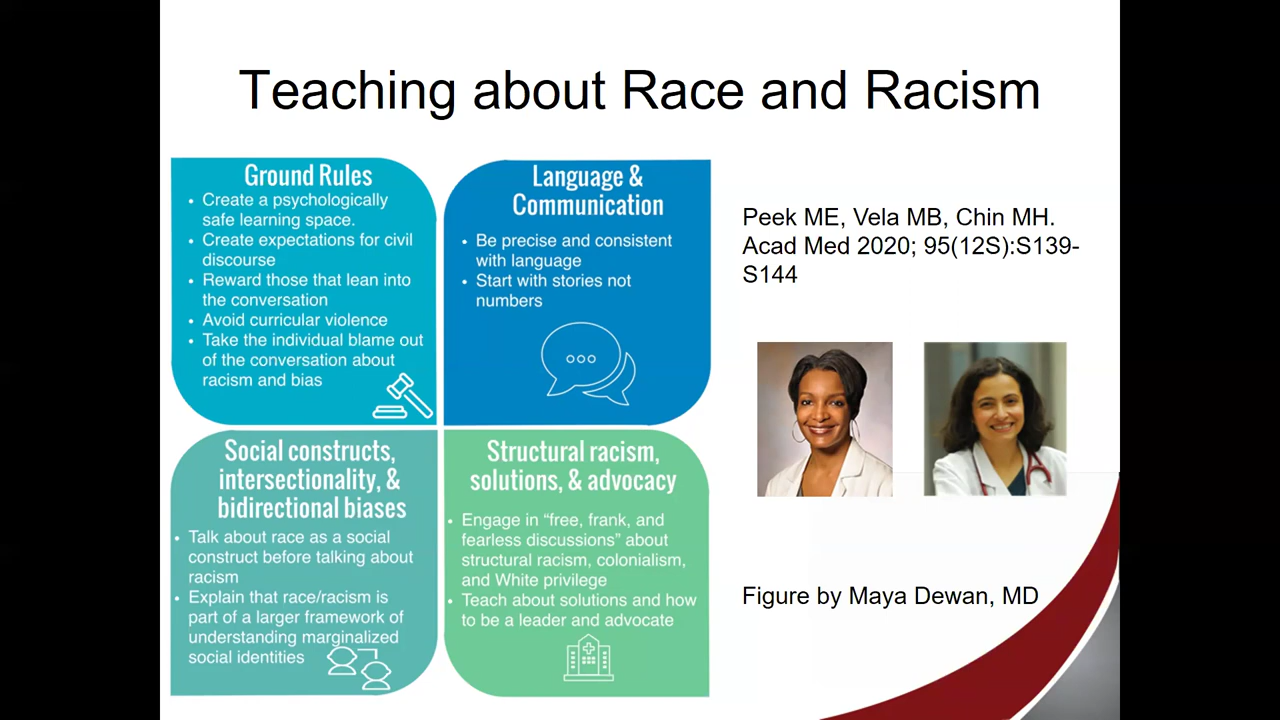 Teaching about Race and Racism
Ground Rules
• Create a psychologically
safe learning space.
• Create expectations for civil
discourse
• Reward those that lean into
the conversation
• Avoid curricular violence
• Take the individual blame out
of the conversation about
racism and bias
Language &
Communication
• Be precise and consistent
with language
• Start with stories not
numbers
Social constructs,
intersectionality, &
bidirectional biases
• Talk about race as a social
construct before talking about
racism
• Explain that race/racism is
part of a larger framework of
understanding marginalized
social identities
Structural racism,
solutions, & advocacy
• Engage in “free, frank, and
fearless discussions” about
structural racism, colonialism,
and White privilege
• Teach about solutions and how
to be a leader and advocate
Peek ME, Vela MB, Chin MH.
Acad Med 2020; 95(12S):S139-
S144
Figure by Maya Dewan, MD